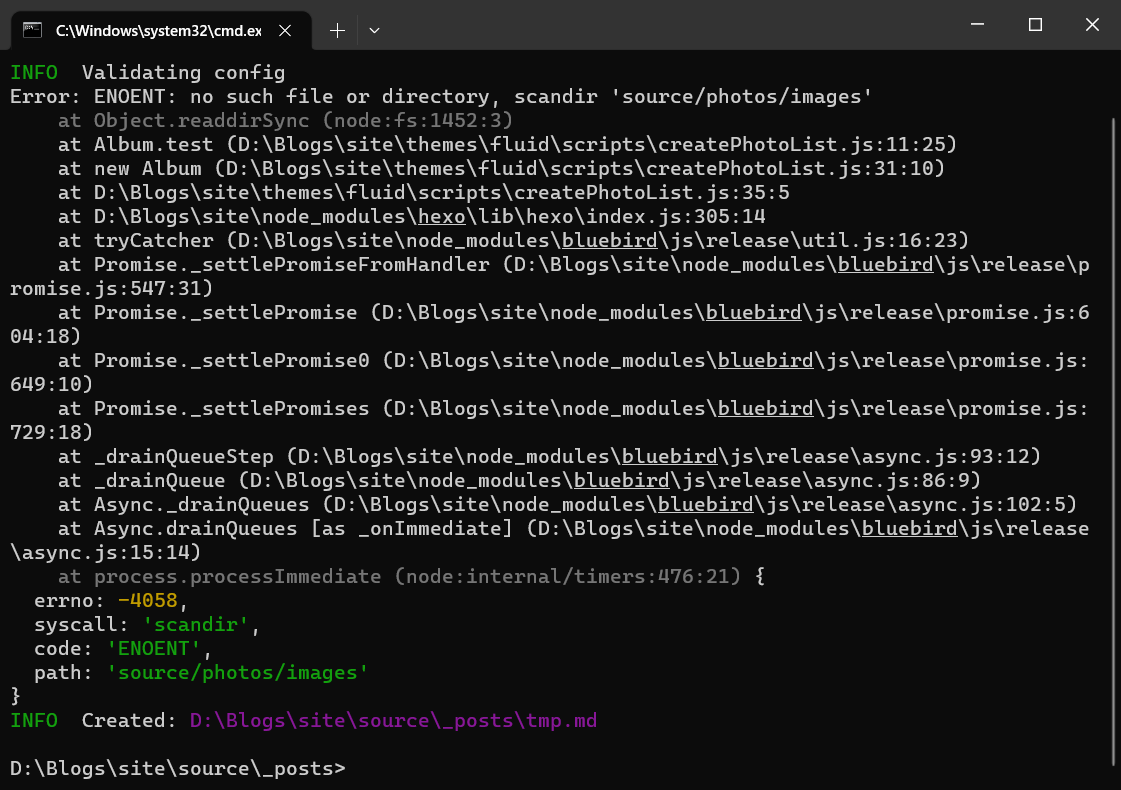 C:\Windows\system32\cmd.ex
INFO  Validating config
Error: ENOENT: no such file or directory, scandir 'source/photos/images'
    at Object.readdirSync (node:fs:1452:3)
    at Album.test (D:\Blogs\site\themes\fluid\scripts\createPhotoList.js:11:25)
    at new Album (D:\Blogs\site\themes\fluid\scripts\createPhotoList.js:31:10)
    at D:\Blogs\site\themes\fluid\scripts\createPhotoList.js:35:5
    at D:\Blogs\site\node_modules\hexo\lib\hexo\index.js:305:14
    at tryCatcher (D:\Blogs\site\node_modules\bluebird\js\release\util.js:16:23)
    at Promise._settlePromiseFromHandler (D:\Blogs\site\node_modules\bluebird\js\release\p
romise.js:547:31)
    at Promise._settlePromise (D:\Blogs\site\node_modules\bluebird\js\release\promise.js:6
04:18)
    at Promise._settlePromise0 (D:\Blogs\site\node_modules\bluebird\js\release\promise.js:
649:10)
    at Promise._settlePromises (D:\Blogs\site\node_modules\bluebird\js\release\promise.js:
729:18)
    at _drainQueueStep (D:\Blogs\site\node_modules\bluebird\js\release\async.js:93:12)
    at _drainQueue (D:\Blogs\site\node_modules\bluebird\js\release\async.js:86:9)
    at Async._drainQueues (D:\Blogs\site\node_modules\bluebird\js\release\async.js:102:5)
    at Async.drainQueues [as _onImmediate] (D:\Blogs\site\node_modules\bluebird\js\release
\async.js:15:14)
    at process.processImmediate (node:internal/timers:476:21) {
  errno: -4058,
  syscall: 'scandir',
  code: 'ENOENT',
  path: 'source/photos/images'
}
INFO  Created: D:\Blogs\site\source\_posts\tmp.md
D:\Blogs\site\source\_posts>